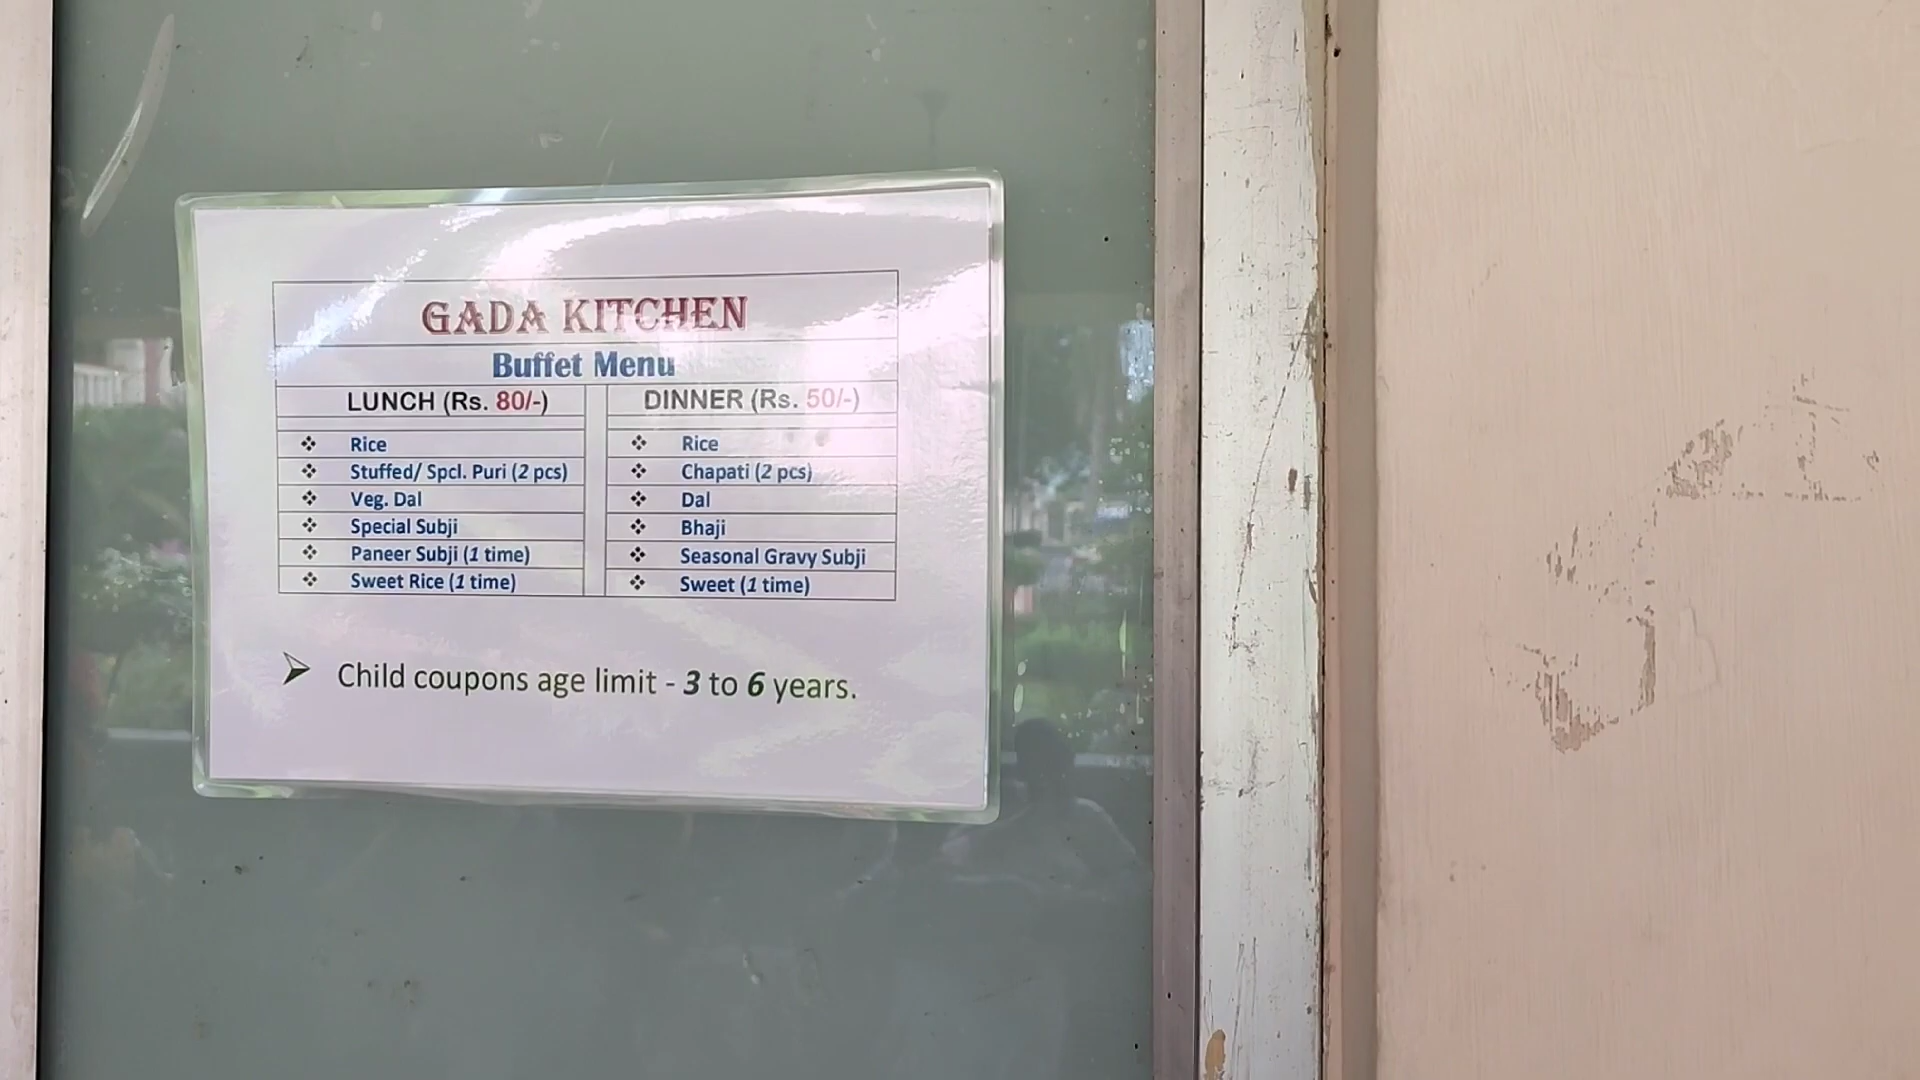 GADA KITCHEN
Buffet Menu
LUNCH (Rs. 80/-)
❖ Rice
❖ Stuffed/ Spcl. Puri (2 pcs)
❖ Veg. Dal
❖ Special Subji
❖ Paneer Subji (1 time)
❖ Sweet Rice (1 time)
DINNER (Rs. 50/-)
❖ Rice
❖ Chapati (2 pcs)
❖ Dal
❖ Bhaji
❖ Seasonal Gravy Subji
❖ Sweet (1 time)
➢ Child coupons age limit - 3 to 6 years.